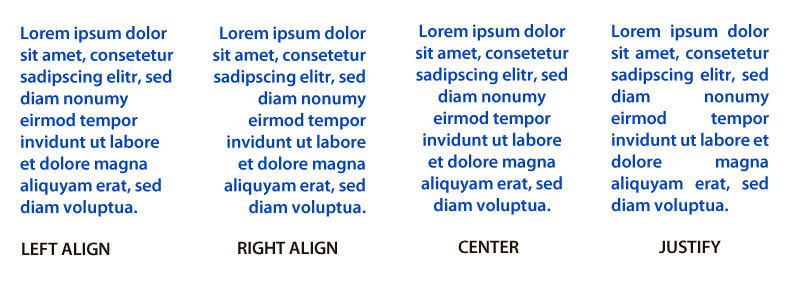 Lorem ipsum dolor
sit amet, consetetur
sadipscing elitr, sed
diam nonumy
eirmod tempor
invidunt ut labore
et dolore magna
aliquyam erat, sed
diam voluptua.
LEFT ALIGN
Lorem ipsum dolor
sit amet, consetetur
sadipscing elitr, sed
diam nonumy
eirmod tempor
invidunt ut labore
et dolore magna
aliquyam erat, sed
diam voluptua.
RIGHT ALIGN
Lorem ipsum dolor
sit amet, consetetur
sadipscing elitr, sed
diam nonumy
eirmod tempor
invidunt ut labore
et dolore magna
aliquyam erat, sed
diam voluptua.
CENTER
Lorem ipsum dolor
sit amet, consetetur
sadipscing elitr, sed
diam nonumy
eirmod tempor
invidunt ut labore et
dolore magna
aliquyam erat, sed
diam voluptua.
JUSTIFY